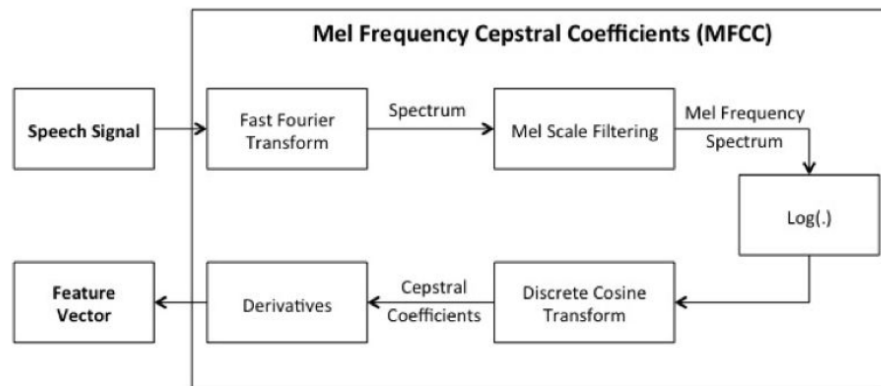 Mel Frequency Cepstral Coefficients (MFCC)
Speech Signal
Fast Fourier
Transform
Spectrum
Mel Scale Filtering
Mel Frequency
Spectrum
Log(.)
Discrete Cosine
Transform
Cepstral
Coefficients
Derivatives
Feature
Vector